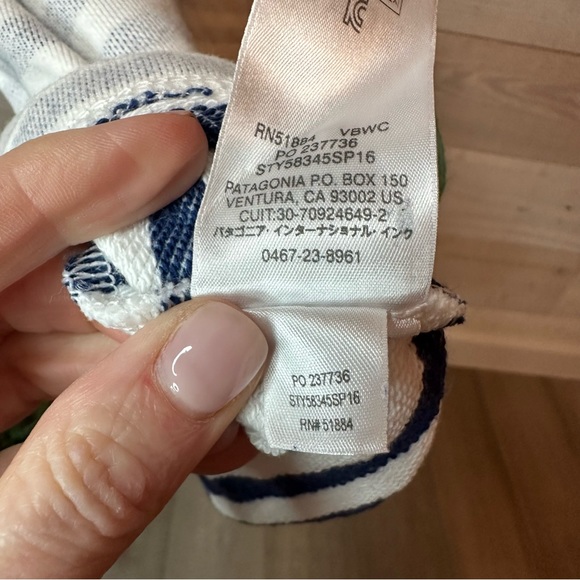 RN51884 VBWC
PO 237736
STY58345SP16
PATAGONIA P.O. BOX 150
VENTURA, CA 93002 US
CUIT:30-70924649-2
パタゴニア・インターナショナル・インク
0467-23-8961
PO 237736
STY58345SP16
RN# 51884